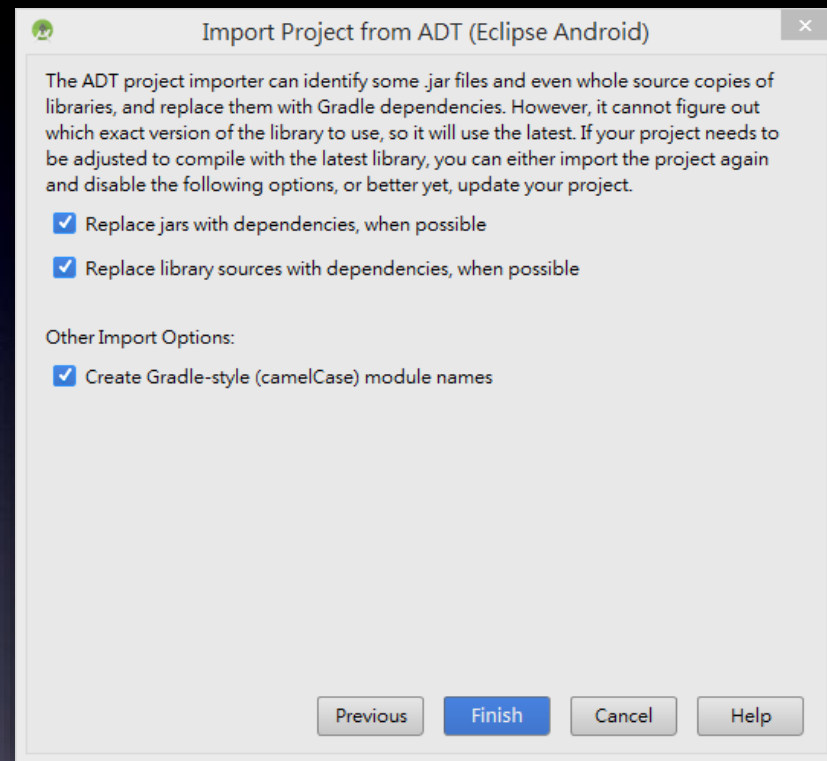 Import Project from ADT (Eclipse Android)
The ADT project importer can identify some .jar files and even whole source copies of
libraries, and replace them with Gradle dependencies. However, it cannot figure out
which exact version of the library to use, so it will use the latest. If your project needs to
be adjusted to compile with the latest library, you can either import the project again
and disable the following options, or better yet, update your project.
Replace jars with dependencies, when possible
Replace library sources with dependencies, when possible
Other Import Options:
Create Gradle-style (camelCase) module names
Previous Finish Cancel Help